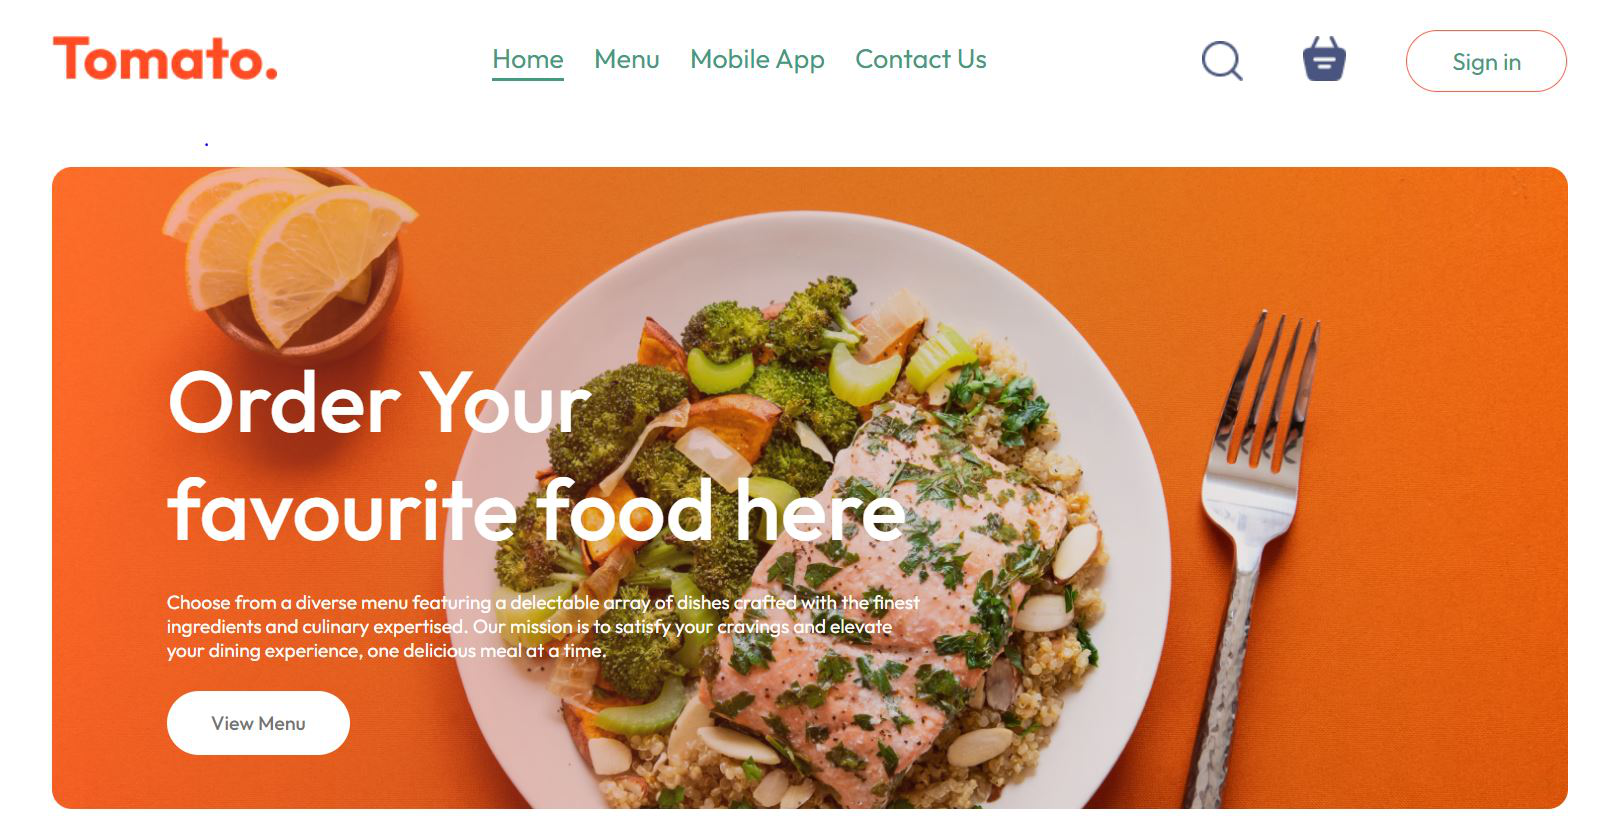 Tomato.
Home Menu Mobile App Contact Us
Sign in
Order Your
favourite food here
Choose from a diverse menu featuring a delectable array of dishes crafted with the finest
ingredients and culinary expertised. Our mission is to satisfy your cravings and elevate
your dining experience, one delicious meal at a time.
View Menu